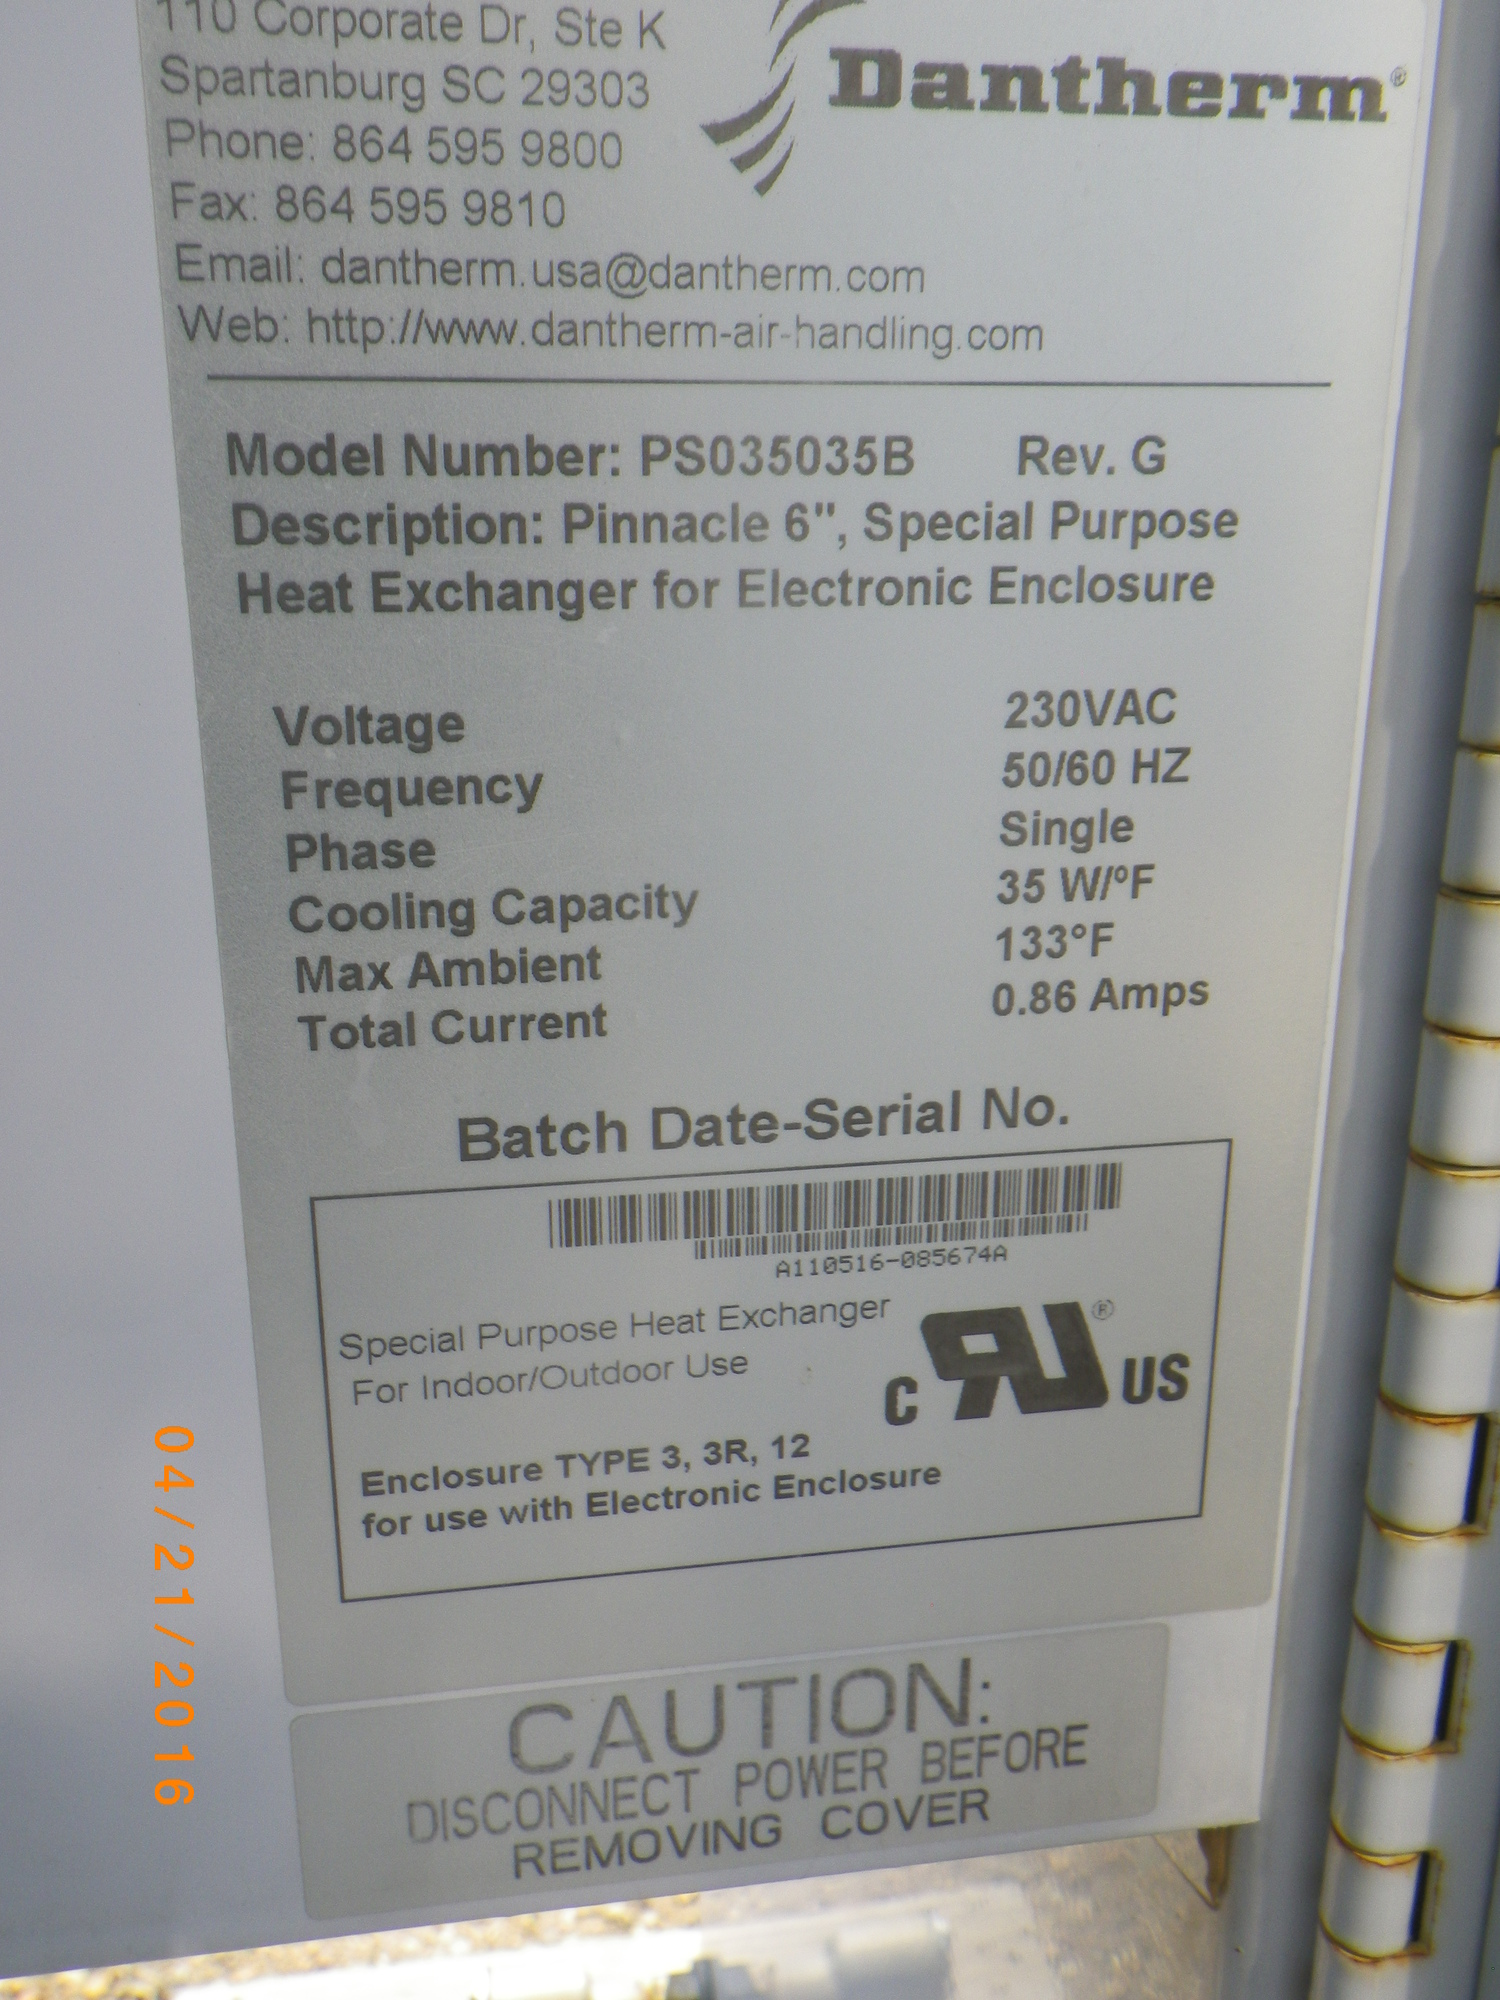 110 Corporate Dr, Ste K
Spartanburg SC 29303
Phone: 864 595 9800
Fax: 864 595 9810
Email: dantherm.usa@dantherm.com
Web: http://www.dantherm-air-handling.com
Dantherm®
Model Number: PS035035B Rev. G
Description: Pinnacle 6", Special Purpose
Heat Exchanger for Electronic Enclosure
Voltage 230VAC
Frequency 50/60 HZ
Phase Single
Cooling Capacity 35 W/ºF
Max Ambient 133°F
Total Current 0.86 Amps
Batch Date-Serial No.
A110516-085674A
Special Purpose Heat Exchanger
For Indoor/Outdoor Use
C RU® US
Enclosure TYPE 3, 3R, 12
for use with Electronic Enclosure
CAUTION:
DISCONNECT POWER BEFORE
REMOVING COVER
04/21/2016